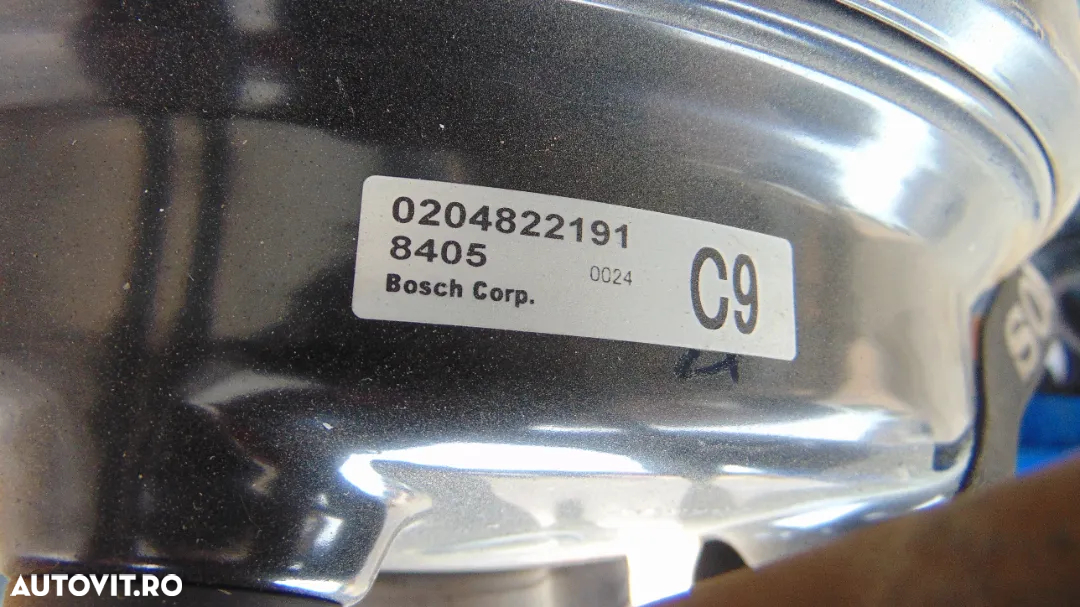 0204822191
8405
0024
Bosch Corp.
C9
AUTOVIT.RO